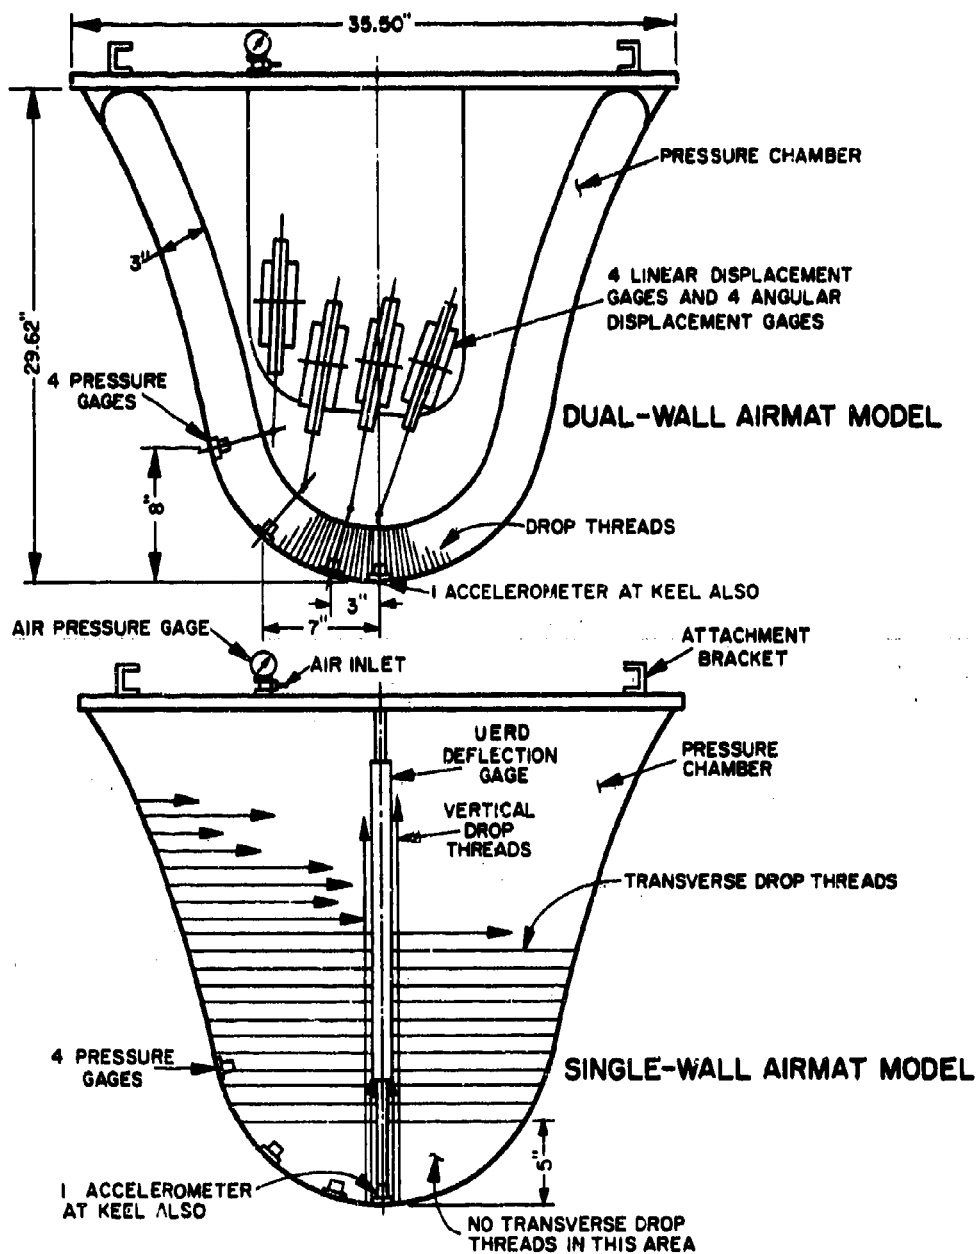 35.50"
PRESSURE CHAMBER
3"
4 LINEAR DISPLACEMENT
GAGES AND 4 ANGULAR
DISPLACEMENT GAGES
29.62"
4 PRESSURE
GAGES
DUAL-WALL AIRMAT MODEL
8"
DROP THREADS
1 ACCELEROMETER AT KEEL ALSO
3"
7"
AIR PRESSURE GAGE
AIR INLET
ATTACHMENT
BRACKET
UERD
DEFLECTION
GAGE
PRESSURE
CHAMBER
VERTICAL
DROP
THREADS
TRANSVERSE DROP THREADS
4 PRESSURE
GAGES
SINGLE-WALL AIRMAT MODEL
5"
1 ACCELEROMETER
AT KEEL ALSO
NO TRANSVERSE DROP
THREADS IN THIS AREA